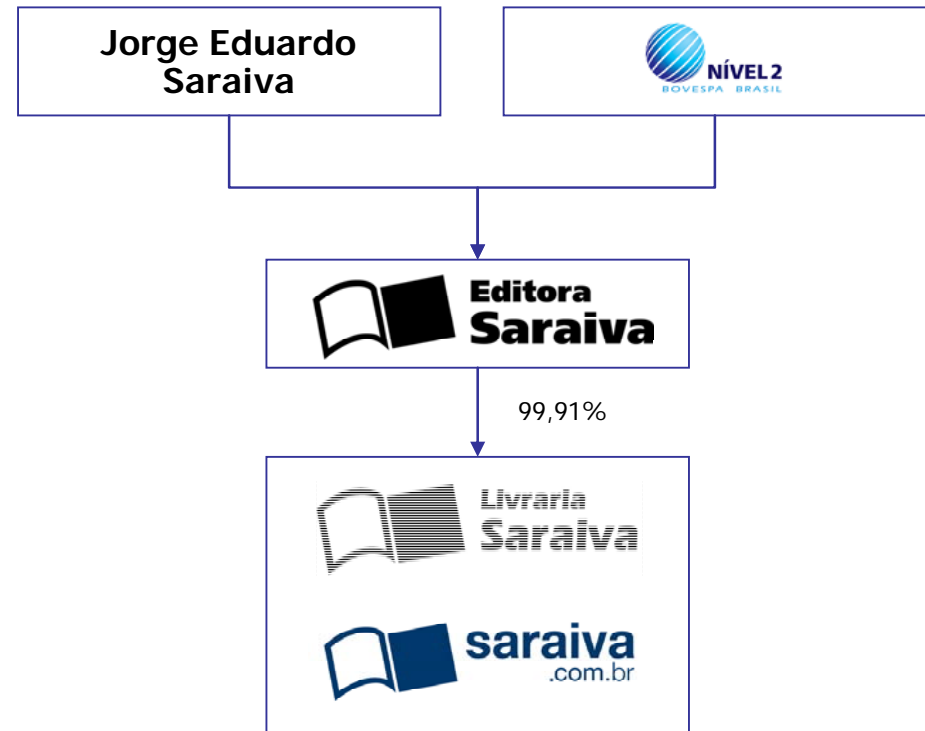 Jorge Eduardo
Saraiva
NÍVEL 2
BOVESPA BRASIL
Editora
Saraiva
99,91%
Livraria
Saraiva
saraiva
.com.br